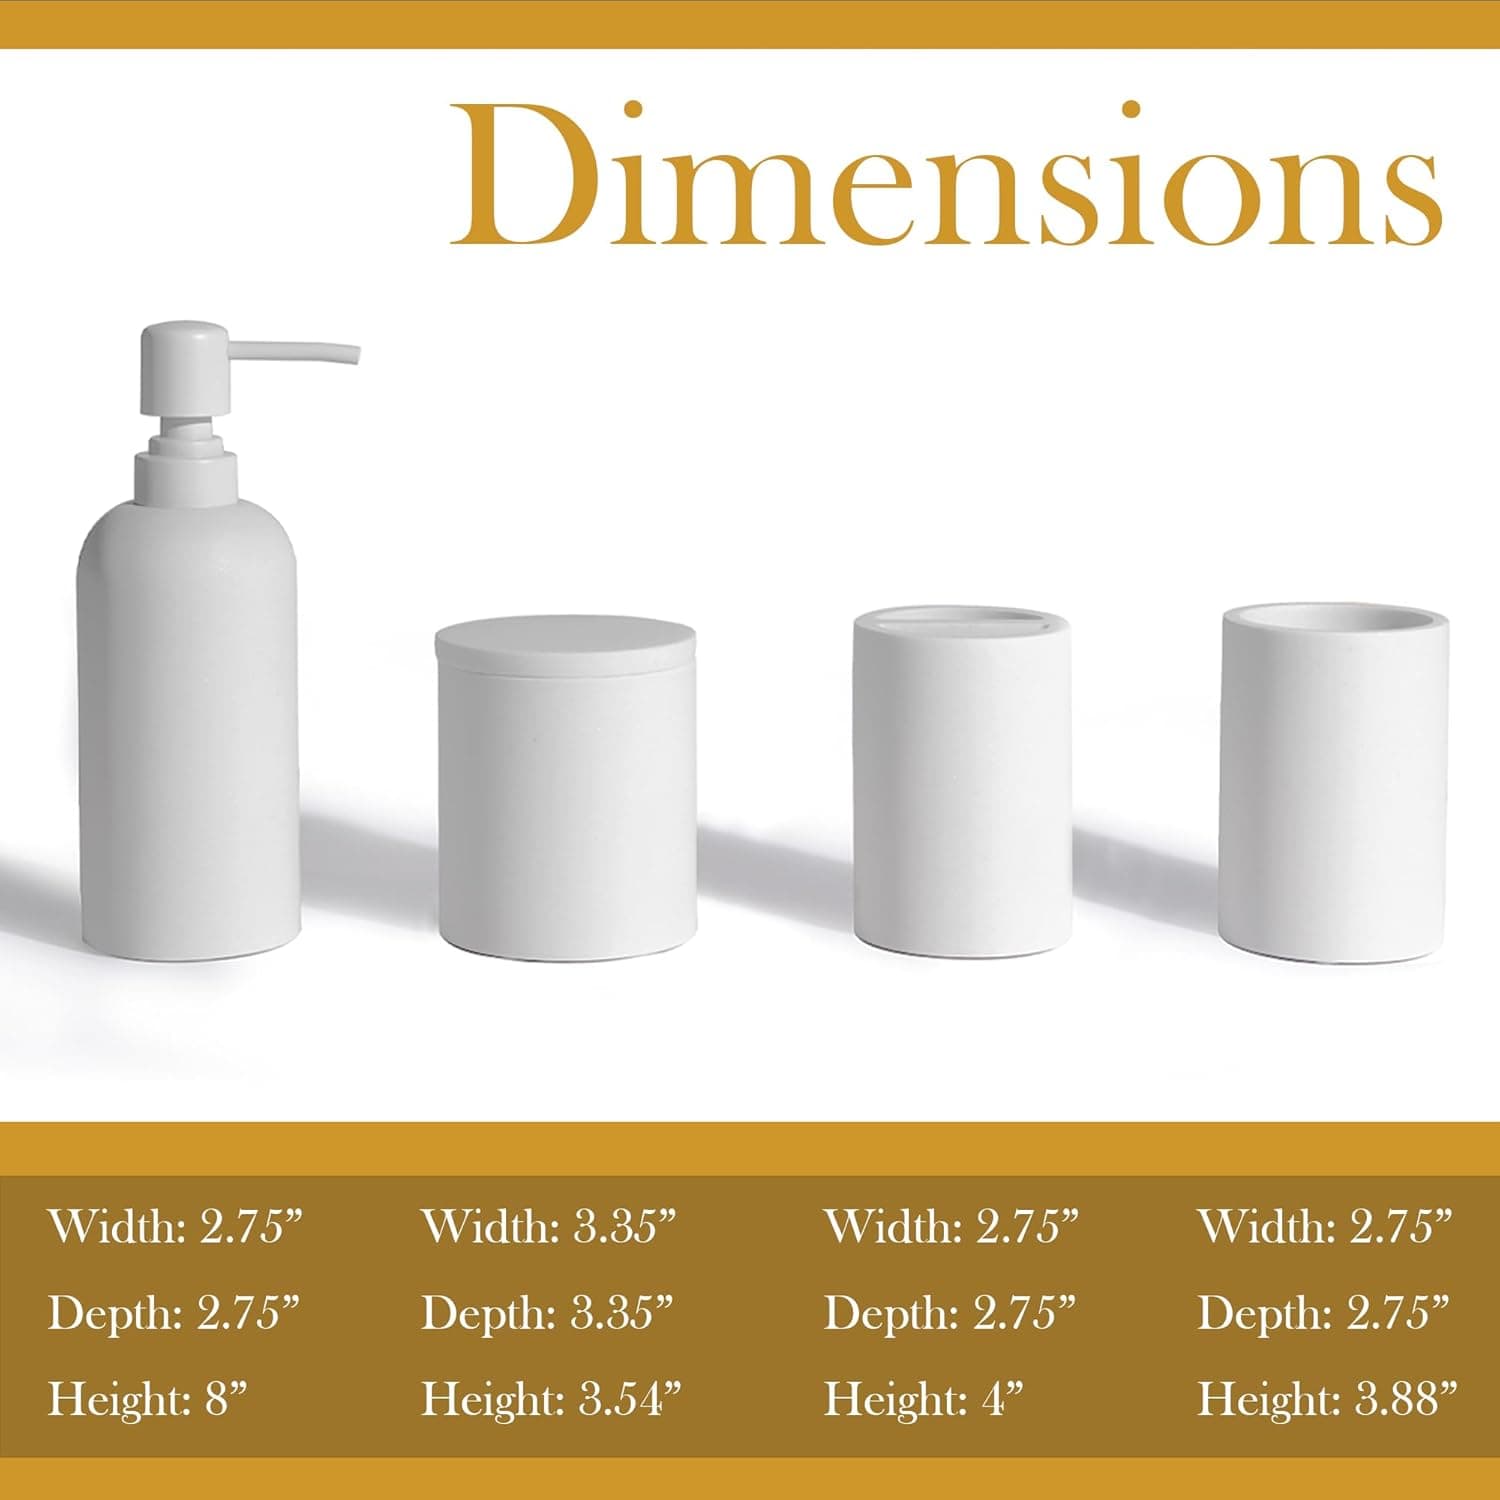 Dimensions
Width: 2.75”
Depth: 2.75”
Height: 8”
Width: 3.35”
Depth: 3.35”
Height: 3.54”
Width: 2.75”
Depth: 2.75”
Height: 4”
Width: 2.75”
Depth: 2.75”
Height: 3.88”